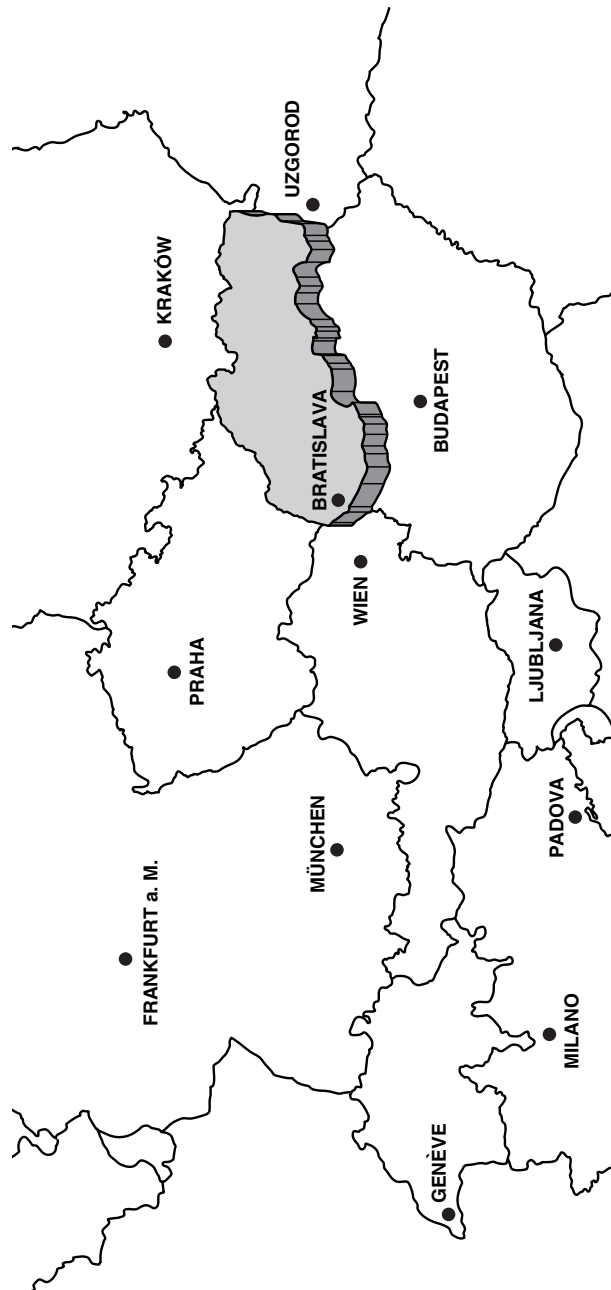 FRANKFURT a. M.
PRAHA
KRAKÓW
UZGOROD
MÜNCHEN
WIEN
BRATISLAVA
GENÈVE
BUDAPEST
MILANO
PADOVA
LJUBLJANA